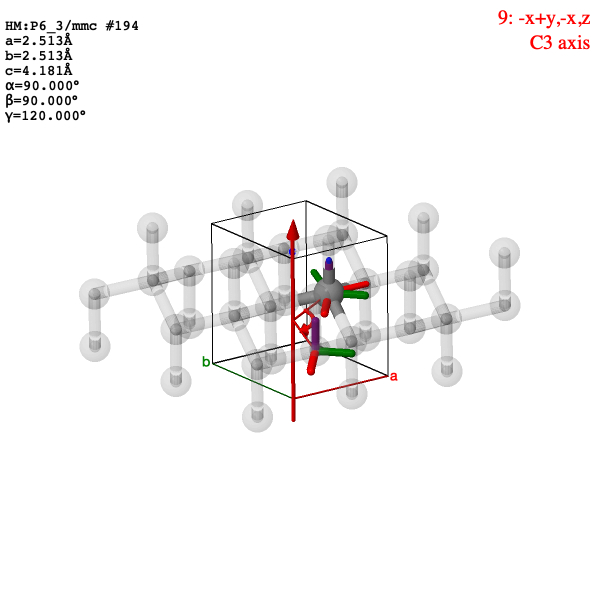 HM:P6_3/mmc #194
a=2.513Å
b=2.513Å
c=4.181Å
α=90.000°
β=90.000°
γ=120.000°
9: -x+y,-x,z
C3 axis
b
a